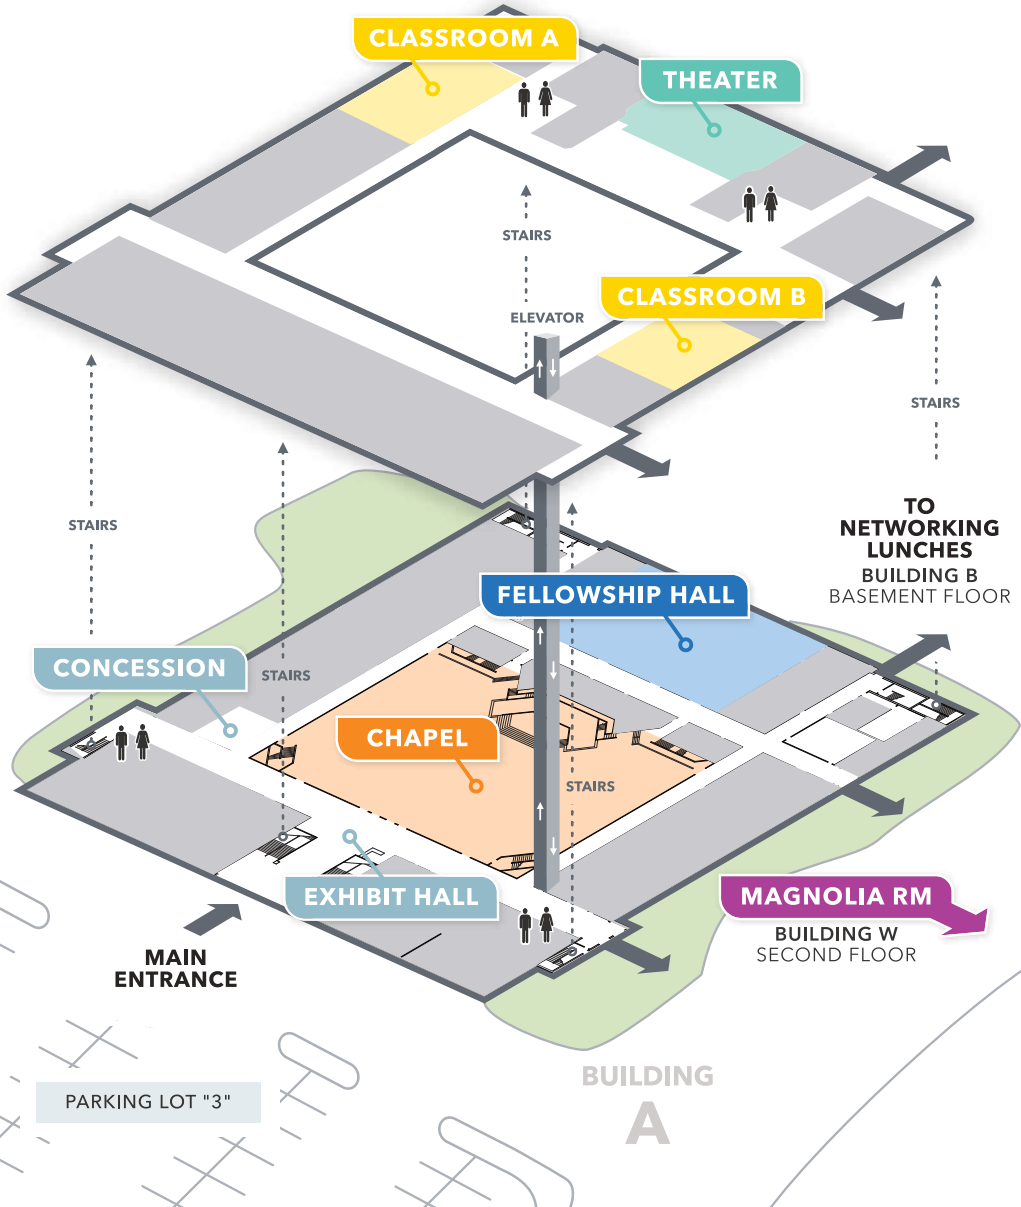 CLASSROOM A
THEATER
STAIRS
CLASSROOM B
ELEVATOR
STAIRS
STAIRS
TO
NETWORKING
LUNCHES
BUILDING B
BASEMENT FLOOR
FELLOWSHIP HALL
CONCESSION
STAIRS
CHAPEL
STAIRS
EXHIBIT HALL
MAGNOLIA RM
BUILDING W
SECOND FLOOR
MAIN
ENTRANCE
BUILDING
A
PARKING LOT "3"